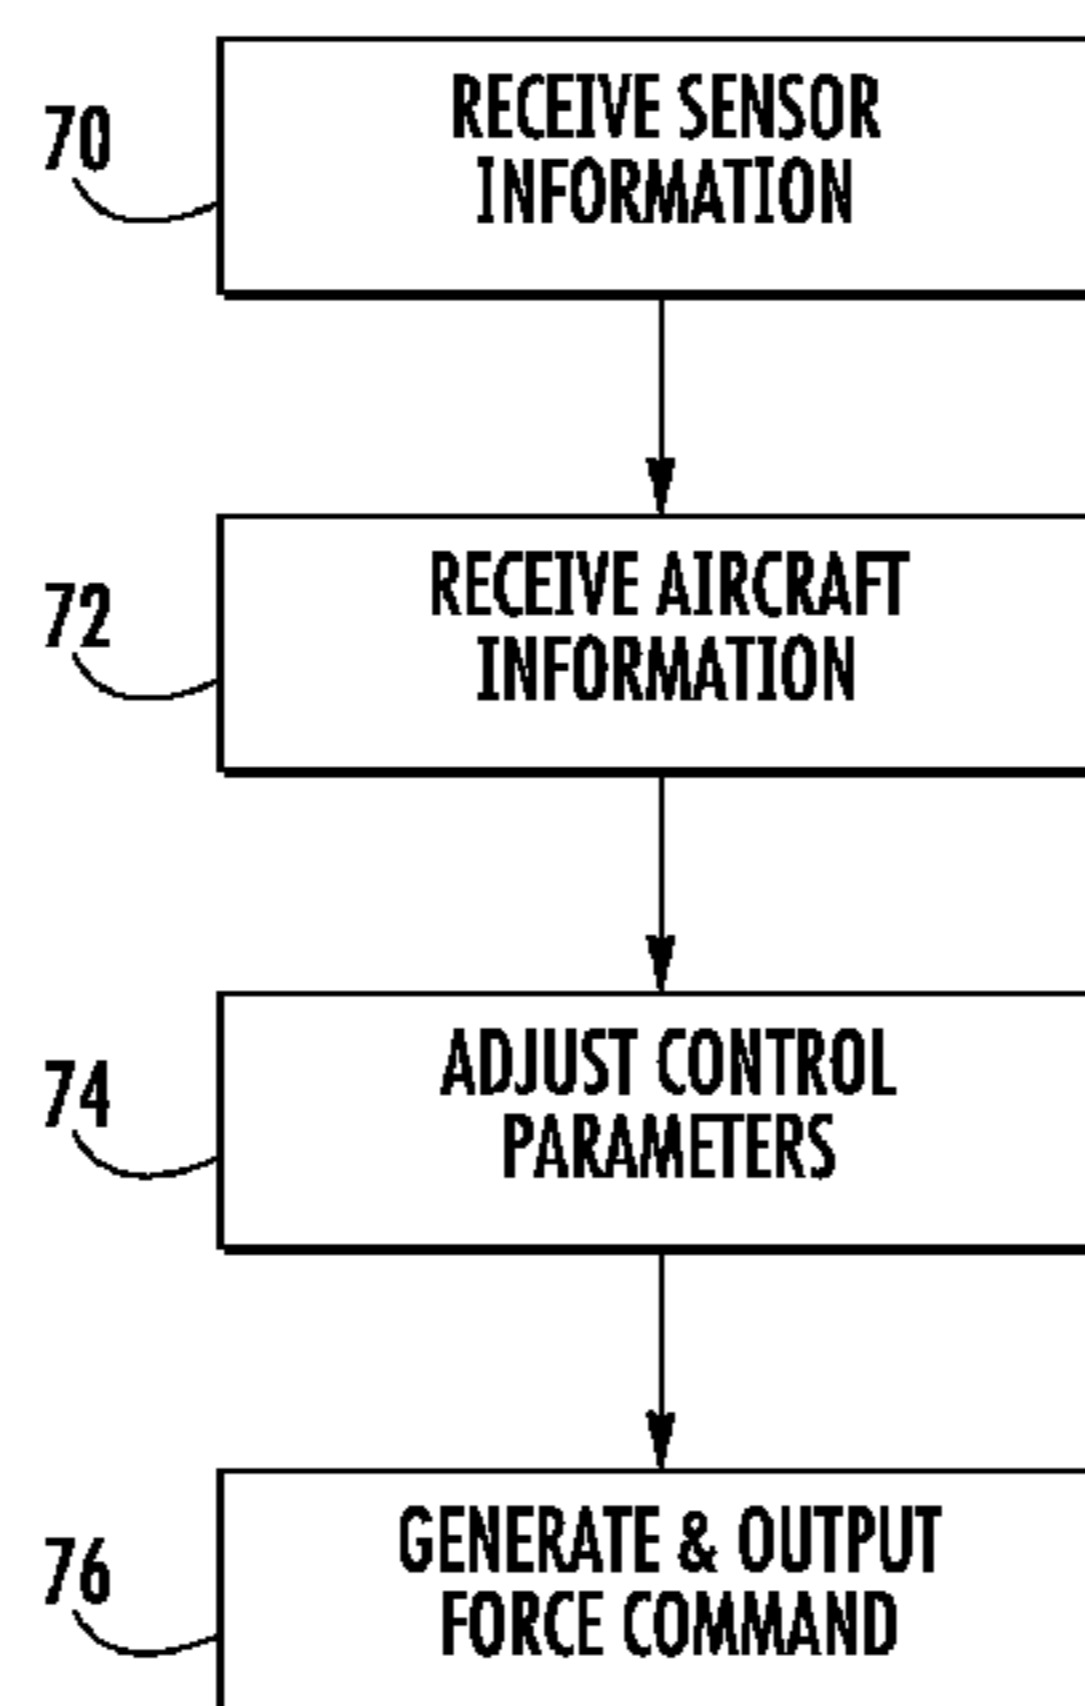 70
RECEIVE SENSOR
INFORMATION
72
RECEIVE AIRCRAFT
INFORMATION
74
ADJUST CONTROL
PARAMETERS
76
GENERATE & OUTPUT
FORCE COMMAND